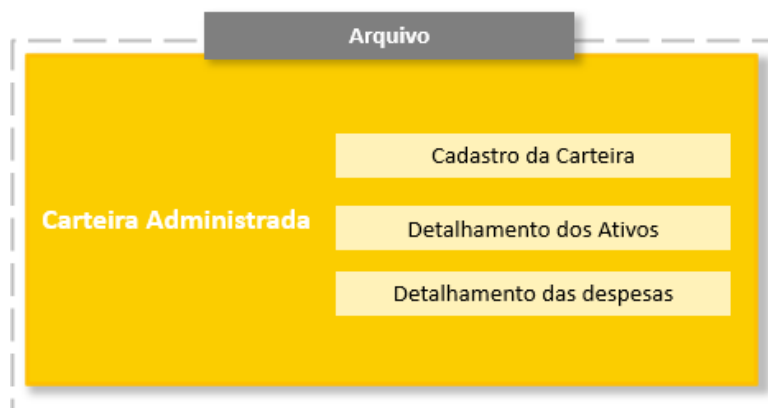 Arquivo
Carteira Administrada
Cadastro da Carteira
Detalhamento dos Ativos
Detalhamento das despesas